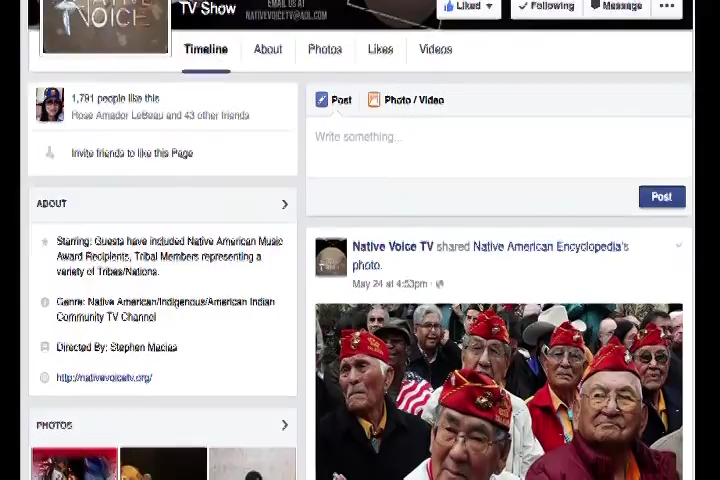 NATIVE
VOICE
TV Show
EMAIL US AT
NATIVEVOICETV@AOL.COM
Liked
Following
Message
Timeline
About
Photos
Likes
Videos
1,791 people like this
Rose Amador LeBeau and 43 other friends
Invite friends to like this Page
ABOUT
Starring: Guests have included Native American Music
Award Recipients, Tribal Members representing a
variety of Tribes/Nations.
Genre: Native American/Indigenous/American Indian
Community TV Channel
Directed By: Stephen Macias
http://nativevoicetv.org/
PHOTOS
Post
Photo / Video
Write something...
Post
Native Voice TV shared Native American Encyclopedia's
photo.
May 24 at 4:53pm